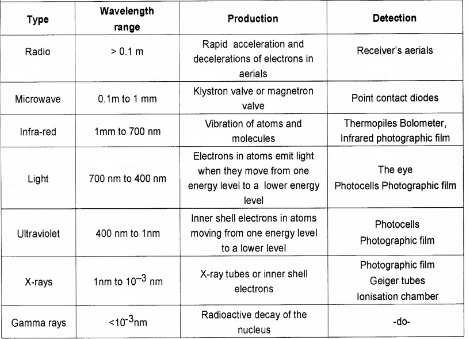 Type Wavelength range Production Detection
Radio > 0.1 m Rapid acceleration and decelerations of electrons in aerials Receiver's aerials
Microwave 0.1m to 1 mm Klystron valve or magnetron valve Point contact diodes
Infra-red 1mm to 700 nm Vibration of atoms and molecules Thermopiles Bolometer, Infrared photographic film
Light 700 nm to 400 nm Electrons in atoms emit light when they move from one energy level to a lower energy level The eye Photocells Photographic film
Ultraviolet 400 nm to 1nm Inner shell electrons in atoms moving from one energy level to a lower level Photocells Photographic film
X-rays 1nm to 10⁻³ nm X-ray tubes or inner shell electrons Photographic film Geiger tubes Ionisation chamber
Gamma rays <10⁻³nm Radioactive decay of the nucleus -do-